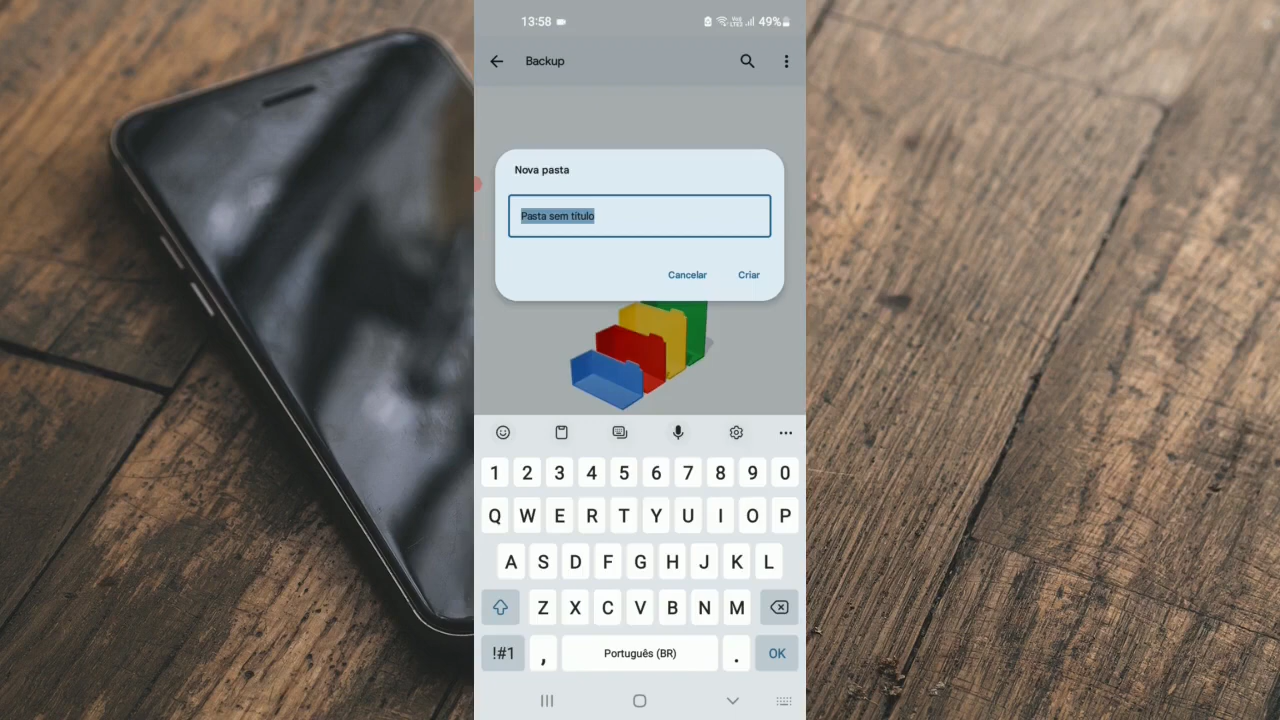 13:58 49%
Backup
Nova pasta
Pasta sem título
Cancelar Criar
1 2 3 4 5 6 7 8 9 0
Q W E R T Y U I O P
A S D F G H J K L
Z X C V B N M
!#1 , Português (BR) . OK